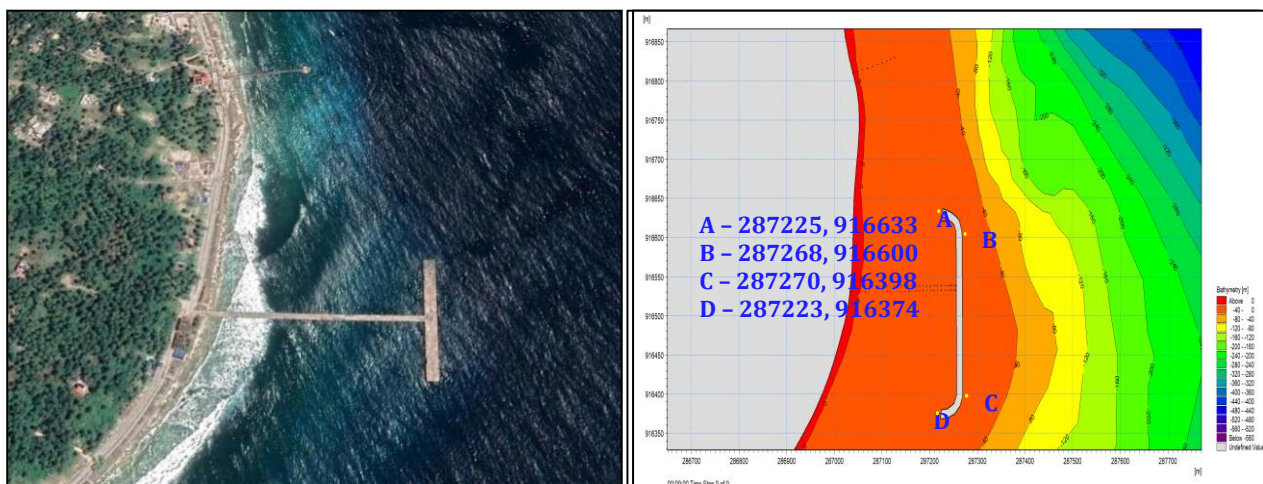 [m]
916850
916800
916750
916700
916650
916600
916550
916500
916450
916400
916350
A – 287225, 916633
B – 287268, 916600
C – 287270, 916398
D – 287223, 916374
A
B
C
D
286700 286800 286900 287000 287100 287200 287300 287400 287500 287600 287700
[m]
Bathymetry [m]
Above 0
-40 - 0
-80 - -40
-120 - -80
-160 - -120
-200 - -160
-240 - -200
-280 - -240
-320 - -280
-360 - -320
-400 - -360
-440 - -400
-480 - -440
-520 - -480
-560 - -520
Below -560
Undefined Value